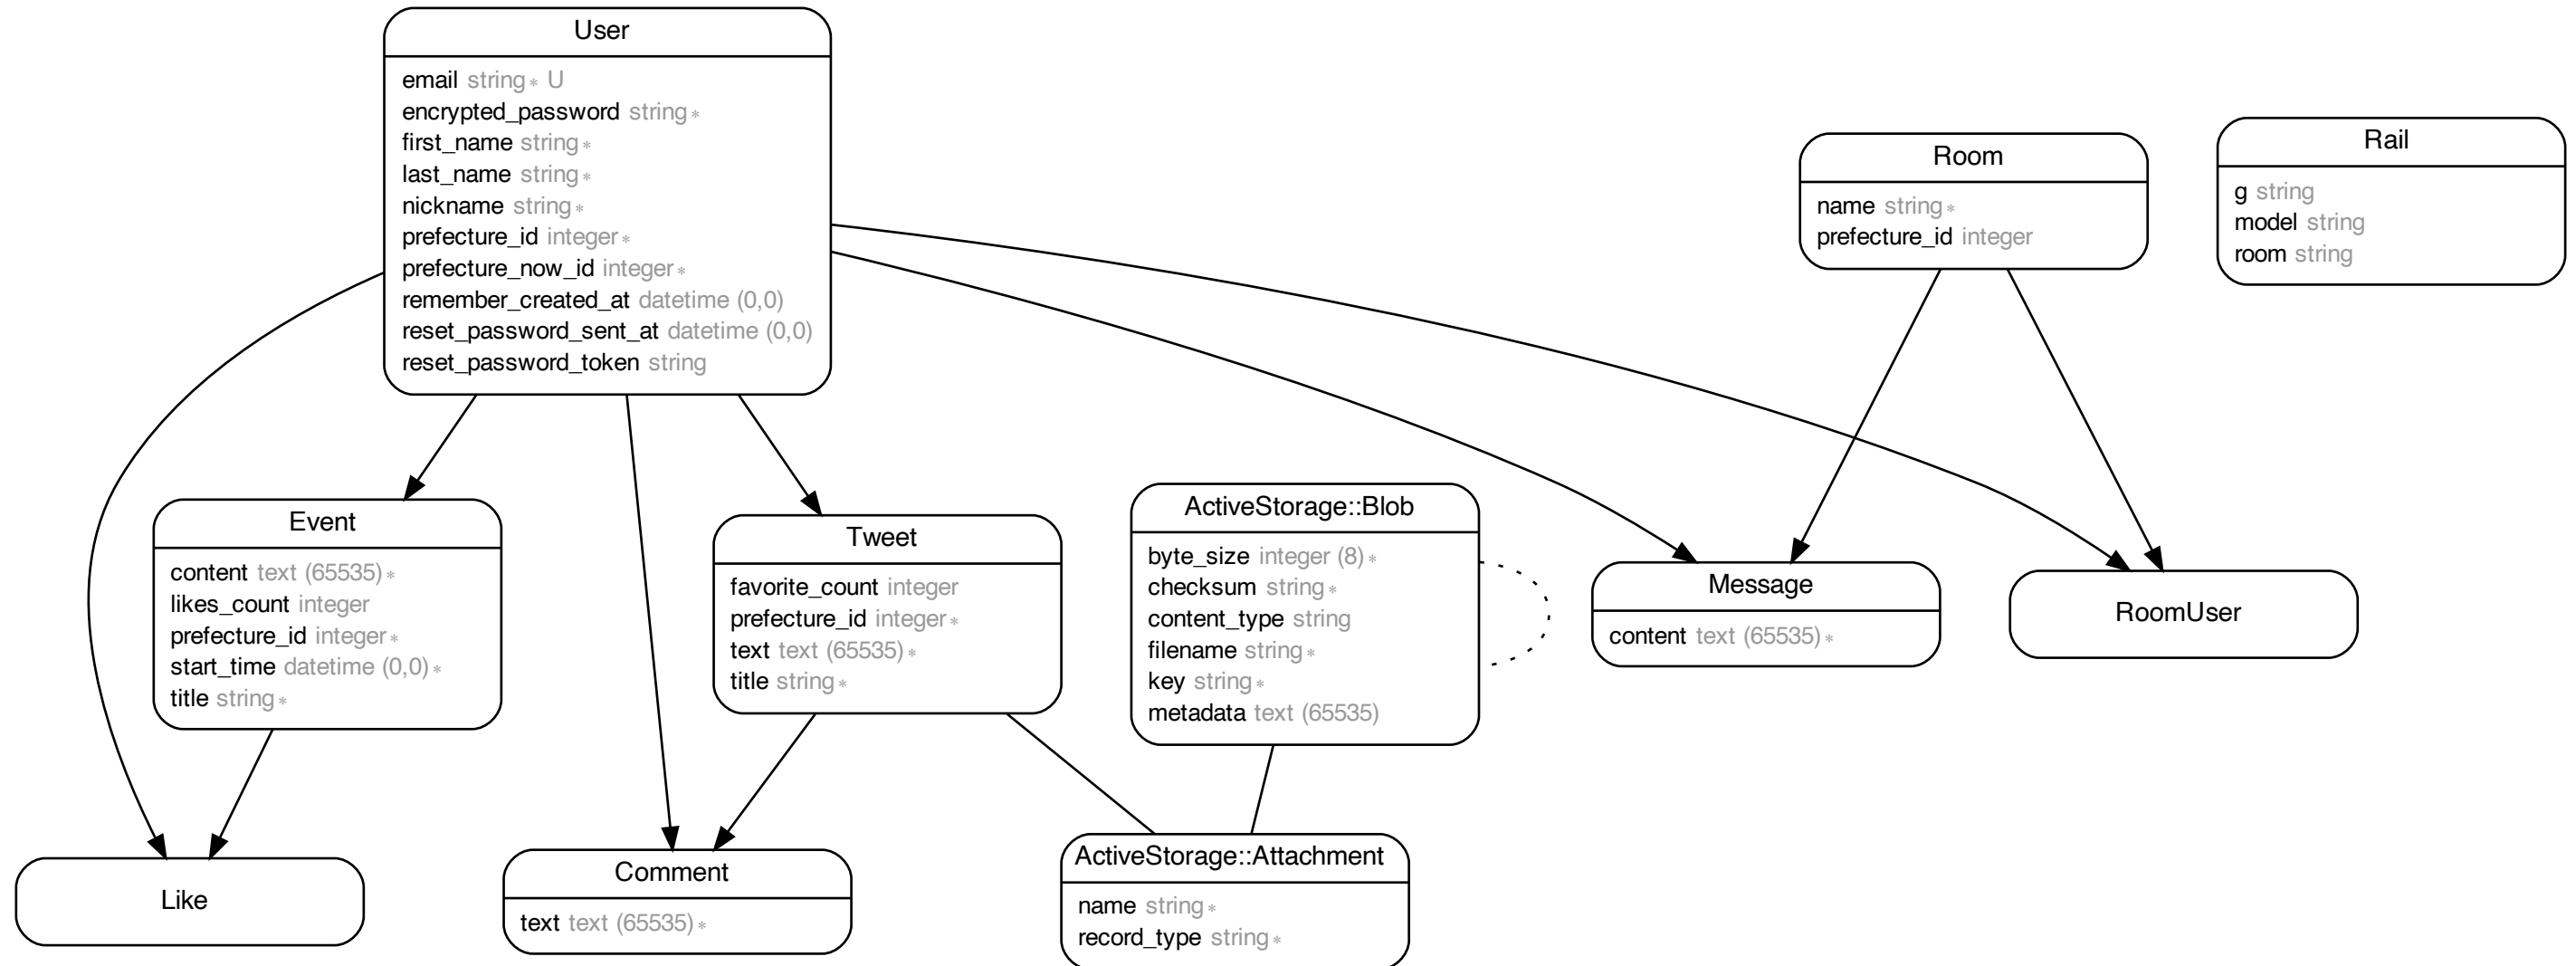 User
email string* U
encrypted_password string*
first_name string*
last_name string*
nickname string*
prefecture_id integer*
prefecture_now_id integer*
remember_created_at datetime (0,0)
reset_password_sent_at datetime (0,0)
reset_password_token string
Room
name string*
prefecture_id integer
Rail
g string
model string
room string
Event
content text (65535)*
likes_count integer
prefecture_id integer*
start_time datetime (0,0)*
title string*
Tweet
favorite_count integer
prefecture_id integer*
text text (65535)*
title string*
ActiveStorage::Blob
byte_size integer (8)*
checksum string*
content_type string
filename string*
key string*
metadata text (65535)
Message
content text (65535)*
RoomUser
Like
Comment
text text (65535)*
ActiveStorage::Attachment
name string*
record_type string*